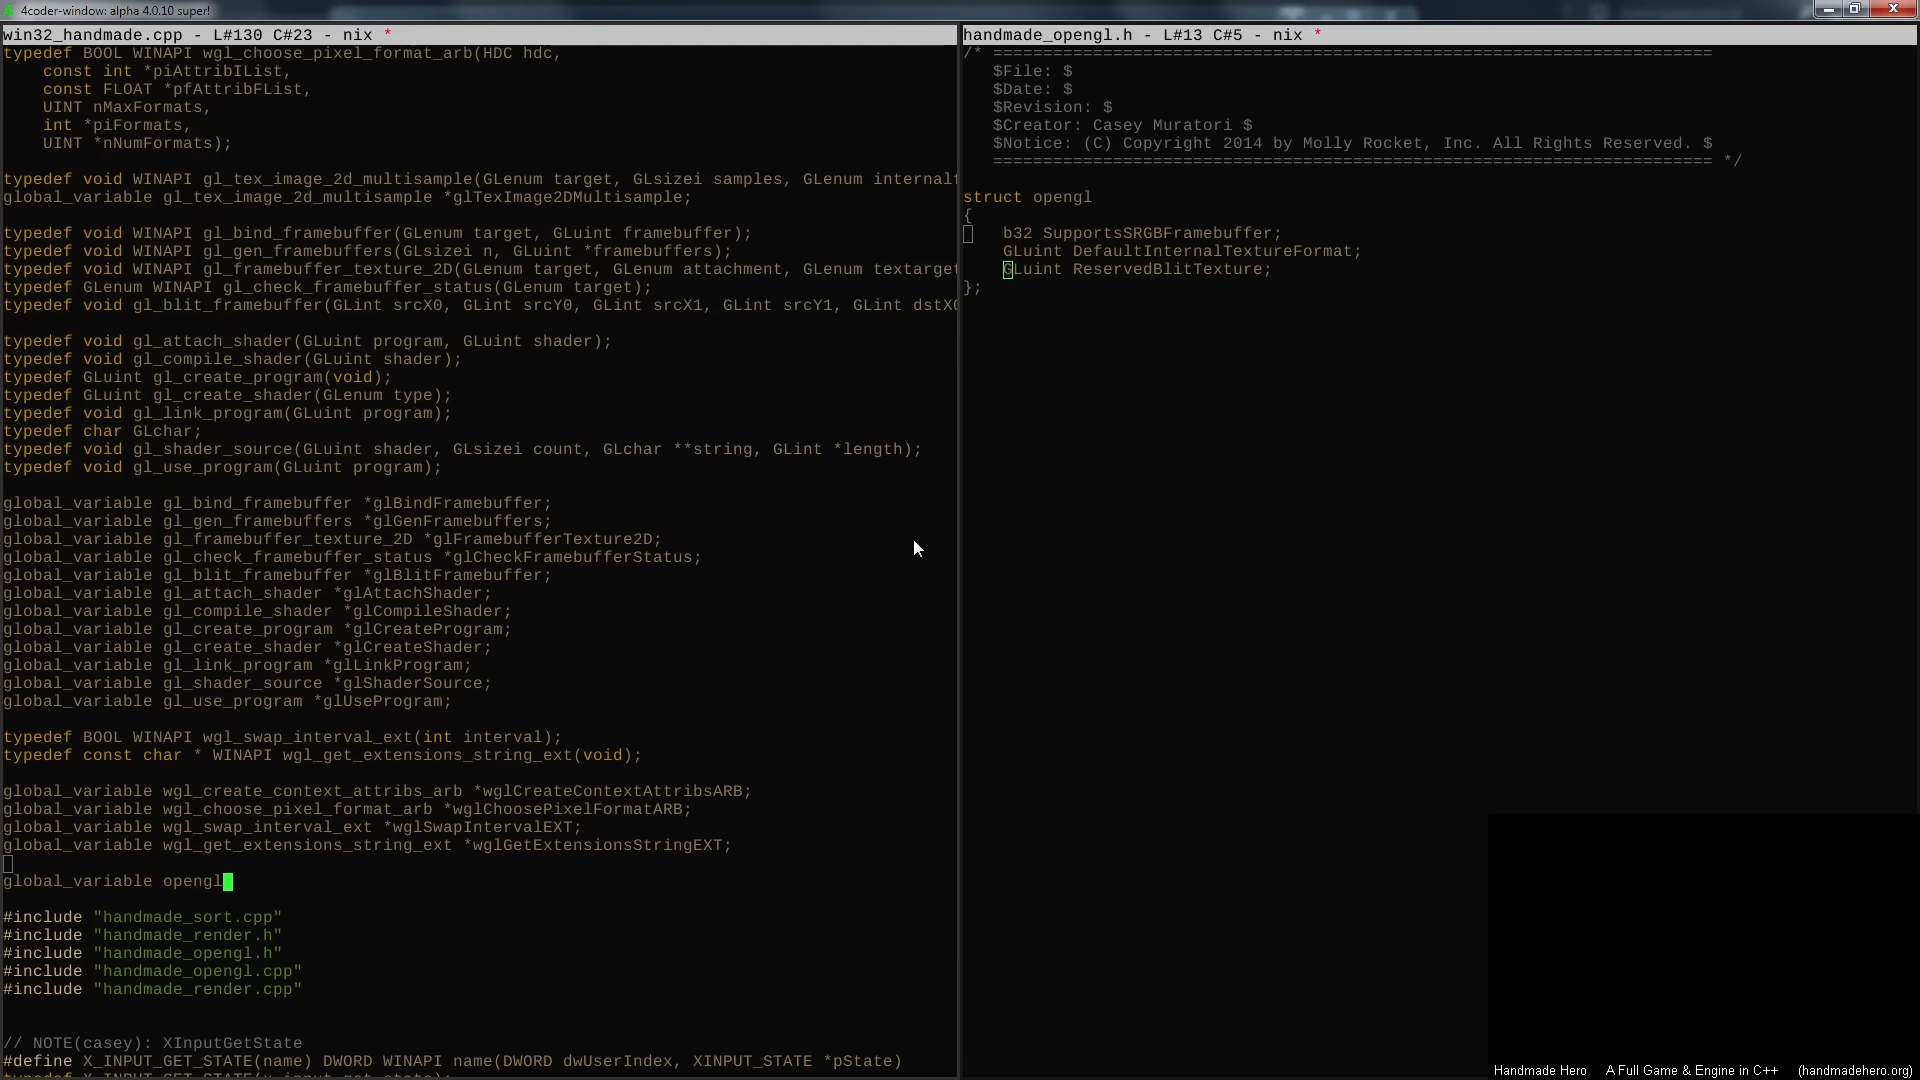 4coder-window: alpha 4.0.10 super!
win32_handmade.cpp - L#130 C#23 - nix *
typedef BOOL WINAPI wgl_choose_pixel_format_arb(HDC hdc,
    const int *piAttribIList,
    const FLOAT *pfAttribFList,
    UINT nMaxFormats,
    int *piFormats,
    UINT *nNumFormats);
typedef void WINAPI gl_tex_image_2d_multisample(GLenum target, GLsizei samples, GLenum internalf
global_variable gl_tex_image_2d_multisample *glTexImage2DMultisample;
typedef void WINAPI gl_bind_framebuffer(GLenum target, GLuint framebuffer);
typedef void WINAPI gl_gen_framebuffers(GLsizei n, GLuint *framebuffers);
typedef void WINAPI gl_framebuffer_texture_2D(GLenum target, GLenum attachment, GLenum textarget
typedef GLenum WINAPI gl_check_framebuffer_status(GLenum target);
typedef void WINAPI gl_blit_framebuffer(GLint srcX0, GLint srcY0, GLint srcX1, GLint srcY1, GLint dstX0
typedef void gl_attach_shader(GLuint program, GLuint shader);
typedef void gl_compile_shader(GLuint shader);
typedef GLuint gl_create_program(void);
typedef GLuint gl_create_shader(GLenum type);
typedef void gl_link_program(GLuint program);
typedef char GLchar;
typedef void gl_shader_source(GLuint shader, GLsizei count, GLchar **string, GLint *length);
typedef void gl_use_program(GLuint program);
global_variable gl_bind_framebuffer *glBindFramebuffer;
global_variable gl_gen_framebuffers *glGenFramebuffers;
global_variable gl_framebuffer_texture_2D *glFramebufferTexture2D;
global_variable gl_check_framebuffer_status *glCheckFramebufferStatus;
global_variable gl_blit_framebuffer *glBlitFramebuffer;
global_variable gl_attach_shader *glAttachShader;
global_variable gl_compile_shader *glCompileShader;
global_variable gl_create_program *glCreateProgram;
global_variable gl_create_shader *glCreateShader;
global_variable gl_link_program *glLinkProgram;
global_variable gl_shader_source *glShaderSource;
global_variable gl_use_program *glUseProgram;
typedef BOOL WINAPI wgl_swap_interval_ext(int interval);
typedef const char * WINAPI wgl_get_extensions_string_ext(void);
global_variable wgl_create_context_attribs_arb *wglCreateContextAttribsARB;
global_variable wgl_choose_pixel_format_arb *wglChoosePixelFormatARB;
global_variable wgl_swap_interval_ext *wglSwapIntervalEXT;
global_variable wgl_get_extensions_string_ext *wglGetExtensionsStringEXT;
global_variable opengl
#include "handmade_sort.cpp"
#include "handmade_render.h"
#include "handmade_opengl.h"
#include "handmade_opengl.cpp"
#include "handmade_render.cpp"
// NOTE(casey): XInputGetState
#define X_INPUT_GET_STATE(name) DWORD WINAPI name(DWORD dwUserIndex, XINPUT_STATE *pState)
handmade_opengl.h - L#13 C#5 - nix *
/* ========================================================================
   $File: $
   $Date: $
   $Revision: $
   $Creator: Casey Muratori $
   $Notice: (C) Copyright 2014 by Molly Rocket, Inc. All Rights Reserved. $
   ======================================================================== */
struct opengl
{
    b32 SupportsSRGBFramebuffer;
    GLuint DefaultInternalTextureFormat;
    GLuint ReservedBlitTexture;
};
Handmade Hero A Full Game & Engine in C++ (handmadehero.org)